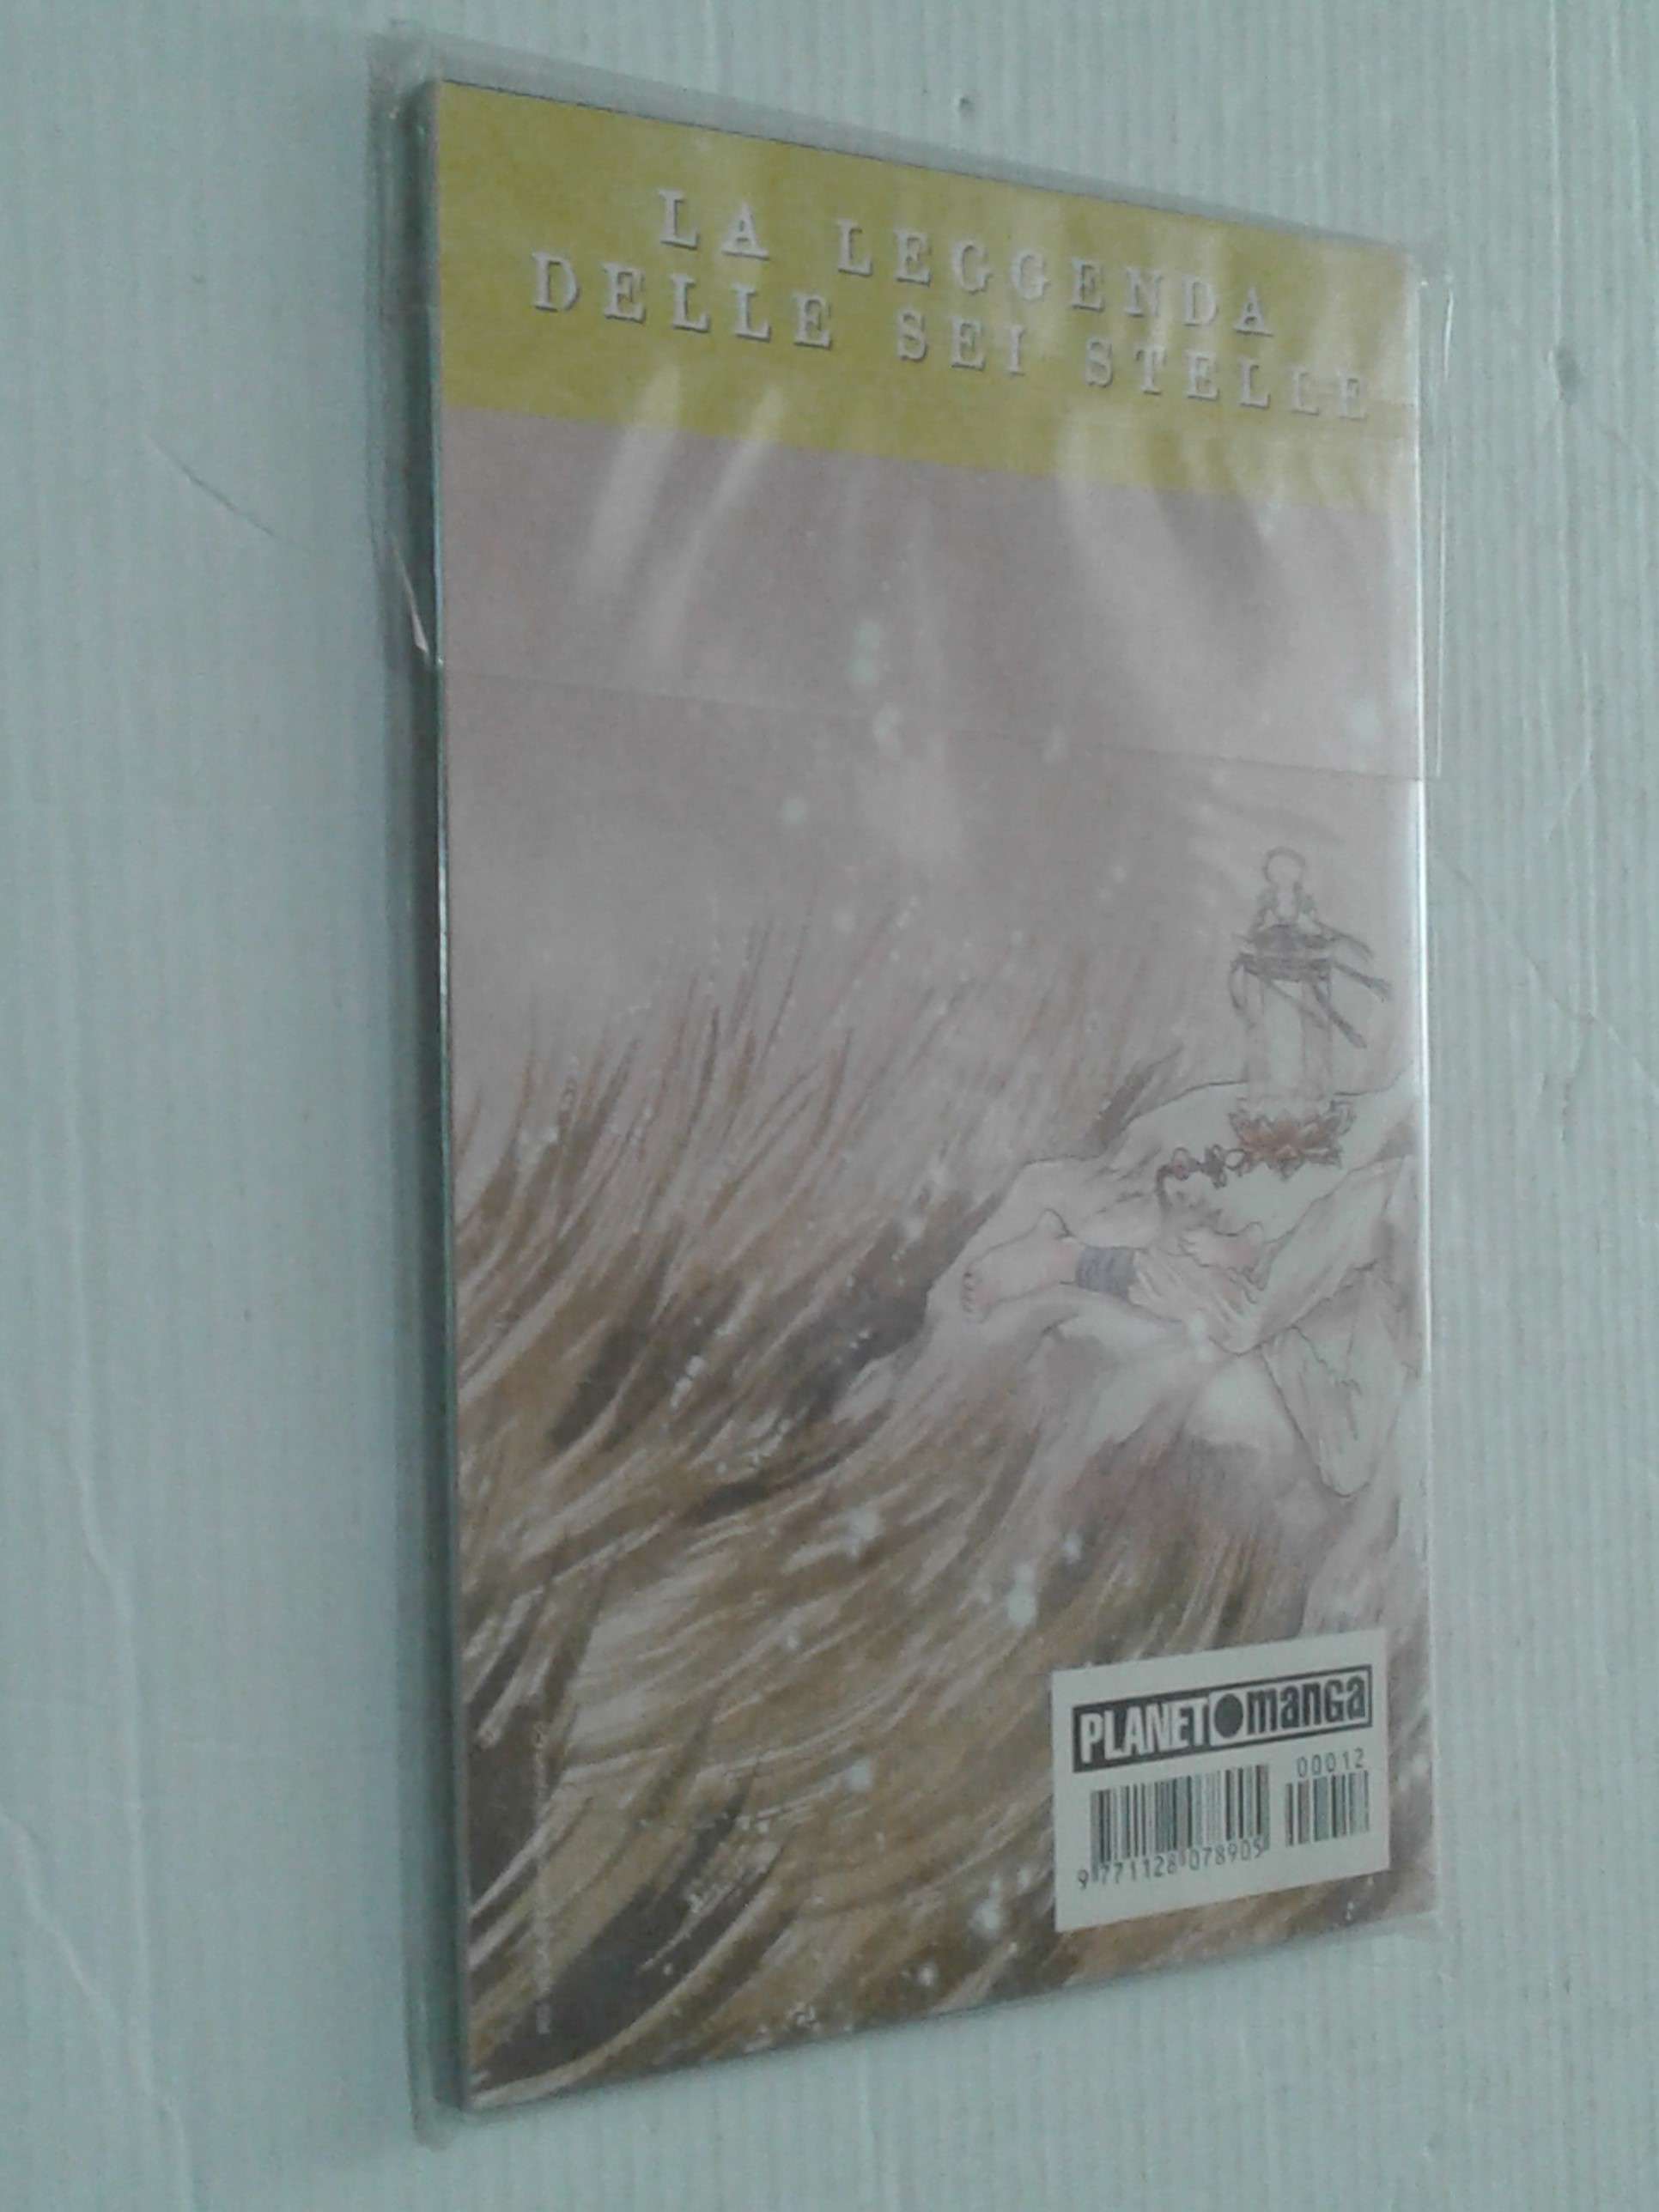 LA LEGGENDA
DELLE SEI STELLE
PLANET manga
00012
9 771128 078905